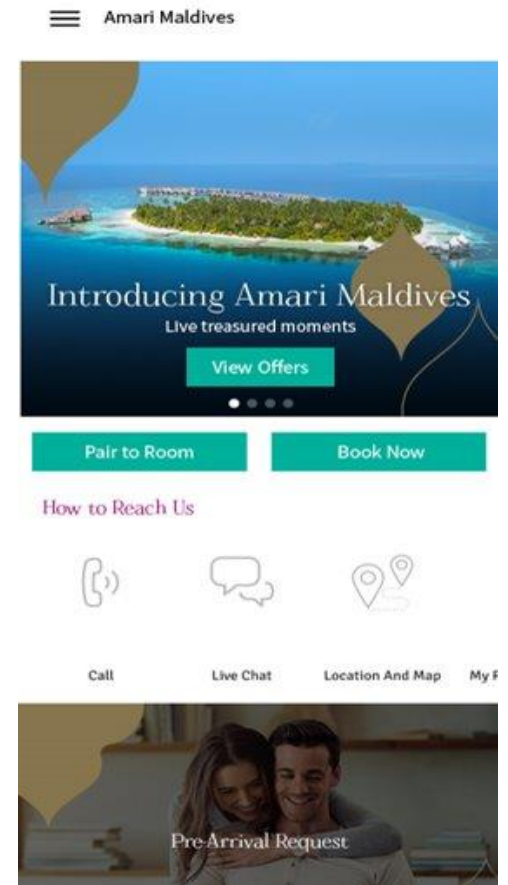 Amari Maldives
Introducing Amari Maldives
Live treasured moments
View Offers
Pair to Room
Book Now
How to Reach Us
Call
Live Chat
Location And Map
My
Pre-Arrival Request